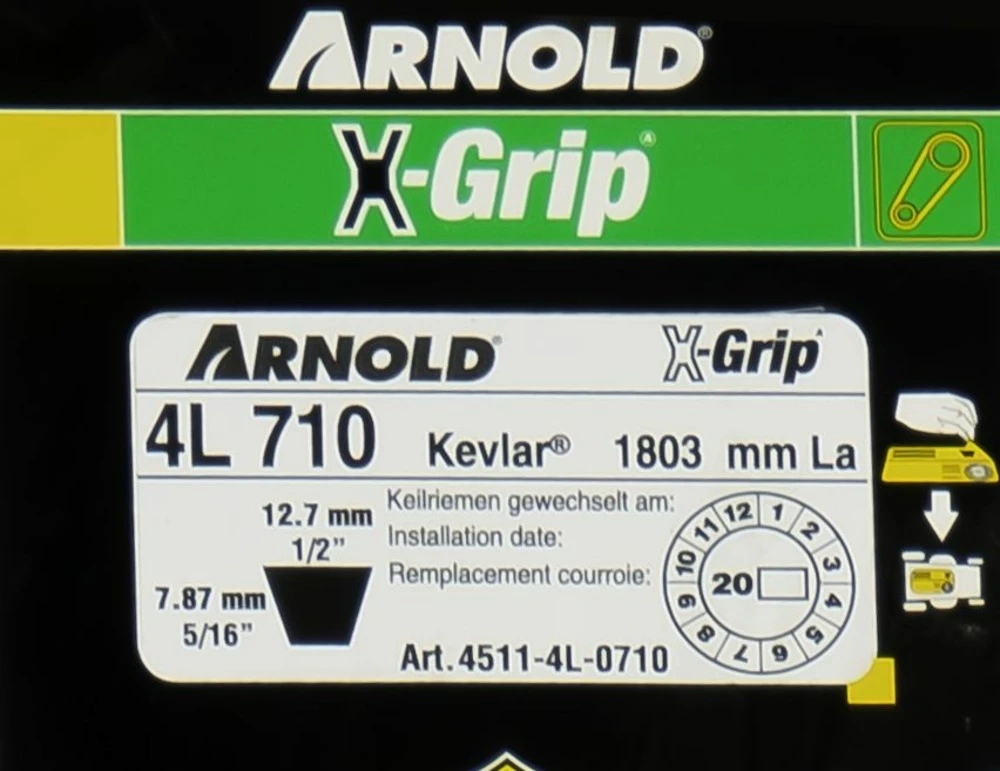 ARNOLD®
X-Grip
ARNOLD® X-Grip
4L 710 Kevlar® 1803 mm La
12.7 mm
1/2”
7.87 mm
5/16”
Keilriemen gewechselt am:
Installation date:
Remplacement courroie:
12 1 2 3 4 5 6 7 8 9 10 11
20
Art.4511-4L-0710